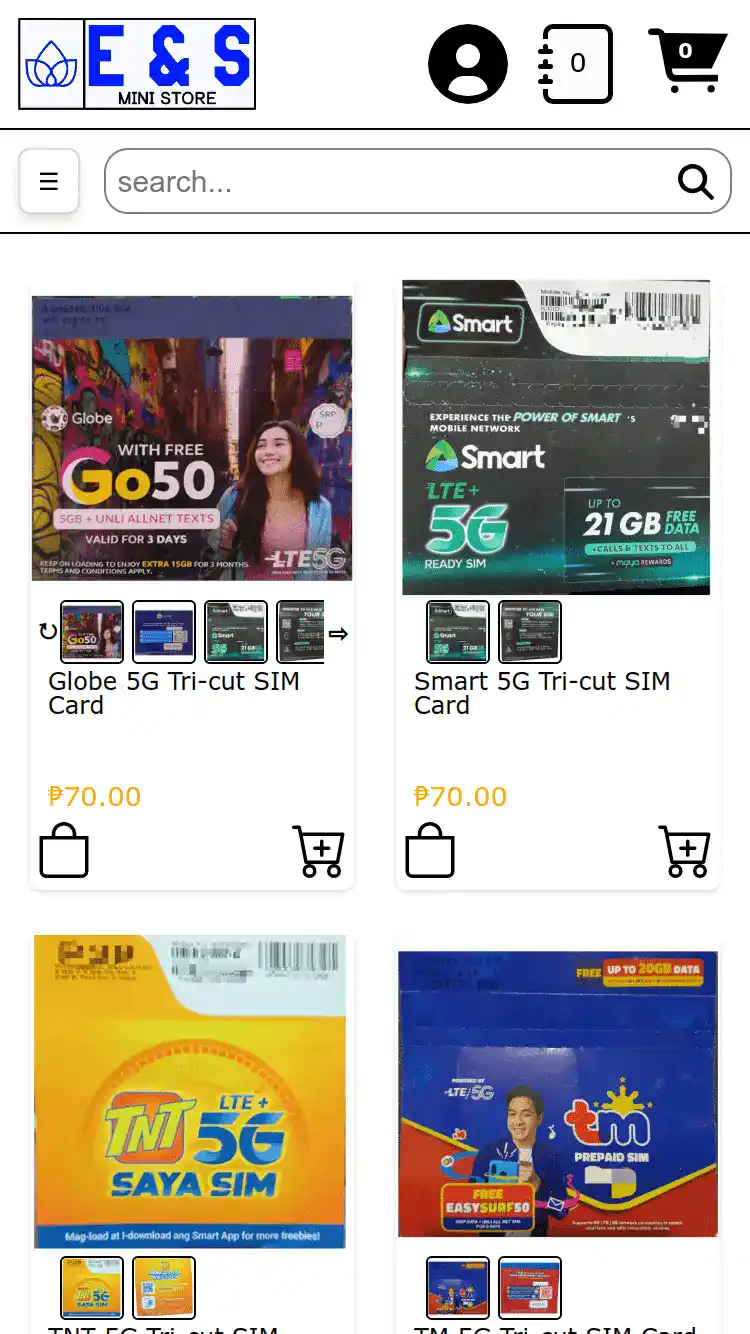 E & S
MINI STORE
0
0
☰
search...
Globe
SRP
P
WITH FREE
Go50
5GB + UNLI ALLNET TEXTS
VALID FOR 3 DAYS
KEEP ON LOADING TO ENJOY EXTRA 15GB FOR 3 MONTHS.
TERMS AND CONDITIONS APPLY.
LTE5G
Smart
EXPERIENCE THE POWER OF SMART 'S
MOBILE NETWORK
Smart
LTE+
5G
READY SIM
UP TO
21 GB FREE DATA
+CALLS & TEXTS TO ALL
+maya REWARDS
Globe 5G Tri-cut SIM
Card
₱70.00
Smart 5G Tri-cut SIM
Card
₱70.00
TNT
LTE+
5G
SAYA SIM
Mag-load at i-download ang Smart App for more freebies!
FREE UP TO 20GB DATA
POWERED BY
LTE/5G
tm
PREPAID SIM
FREE
EASYSURF50
TNT 5G Tri-cut SIM
TM 5G Tri-cut SIM Card